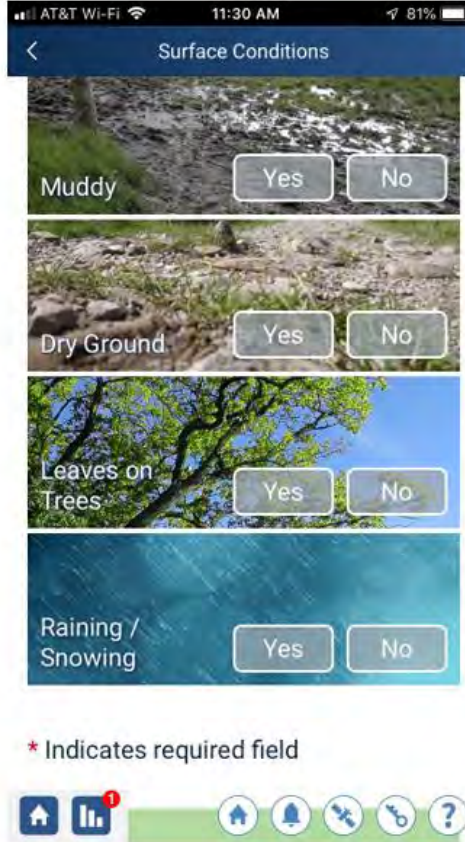 AT&T Wi-Fi 11:30 AM 81%
Surface Conditions
Muddy Yes No
Dry Ground Yes No
Leaves on
Trees Yes No
Raining /
Snowing Yes No
* Indicates required field
1
?